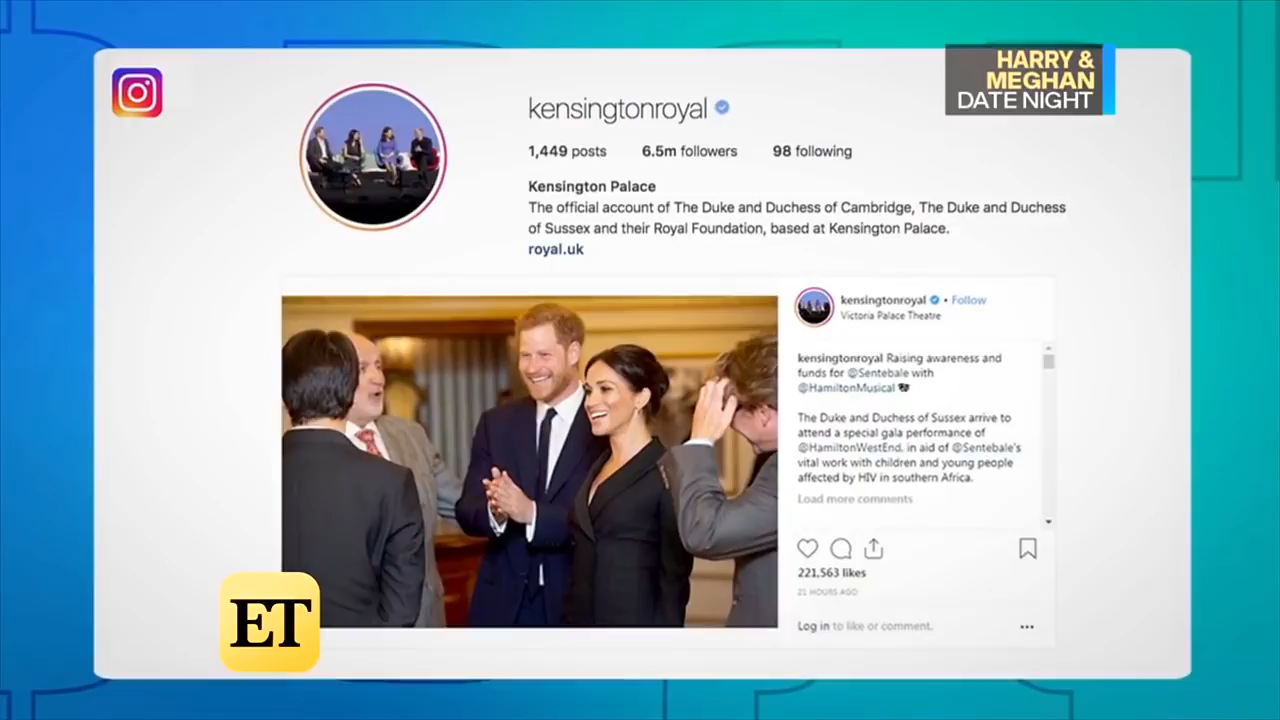 HARRY &
MEGHAN
DATE NIGHT
kensingtonroyal
1,449 posts 6.5m followers 98 following
Kensington Palace
The official account of The Duke and Duchess of Cambridge, The Duke and Duchess
of Sussex and their Royal Foundation, based at Kensington Palace.
royal.uk
kensingtonroyal • Follow
Victoria Palace Theatre
kensingtonroyal Raising awareness and
funds for @Sentebale with
@HamiltonMusical
The Duke and Duchess of Sussex arrive to
attend a special gala performance of
@HamiltonWestEnd, in aid of @Sentebale's
vital work with children and young people
affected by HIV in southern Africa.
Load more comments
221,563 likes
21 HOURS AGO
Log in to like or comment.
ET